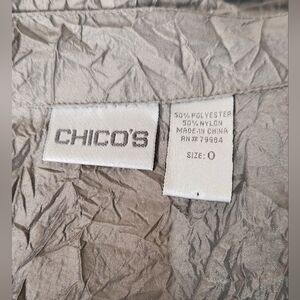 CHICO'S
50% POLYESTER
50% NYLON
MADE IN CHINA
RN# 79984
SIZE: 0